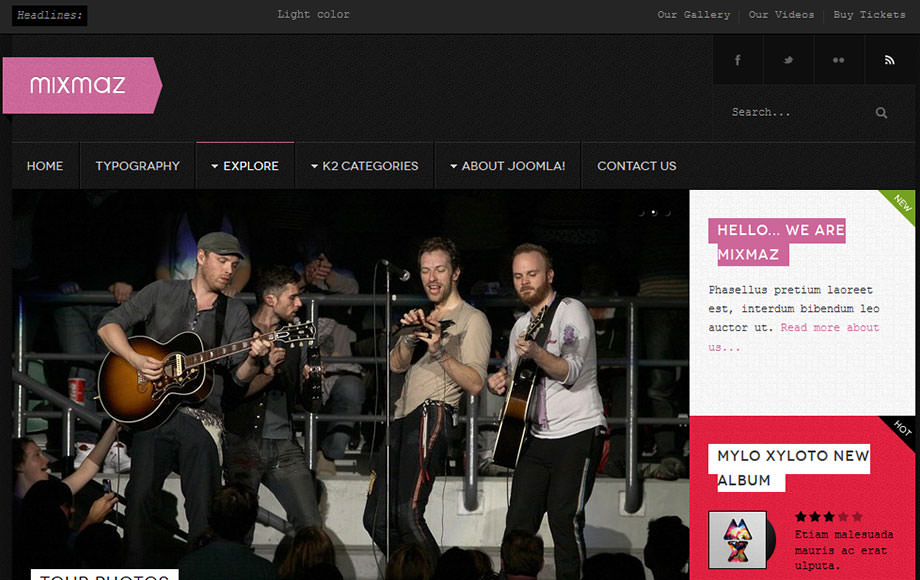 Headlines:
Light color
Our Gallery
Our Videos
Buy Tickets
mixmaz
Search...
HOME
TYPOGRAPHY
EXPLORE
K2 CATEGORIES
ABOUT JOOMLA!
CONTACT US
NEW
HELLO... WE ARE
MIXMAZ
Phasellus pretium laoreet
est, interdum bibendum leo
auctor ut. Read more about
us...
HOT
MYLO XYLOTO NEW
ALBUM
Etiam malesuada
mauris ac erat
ulputa.
TOUR PHOTOS